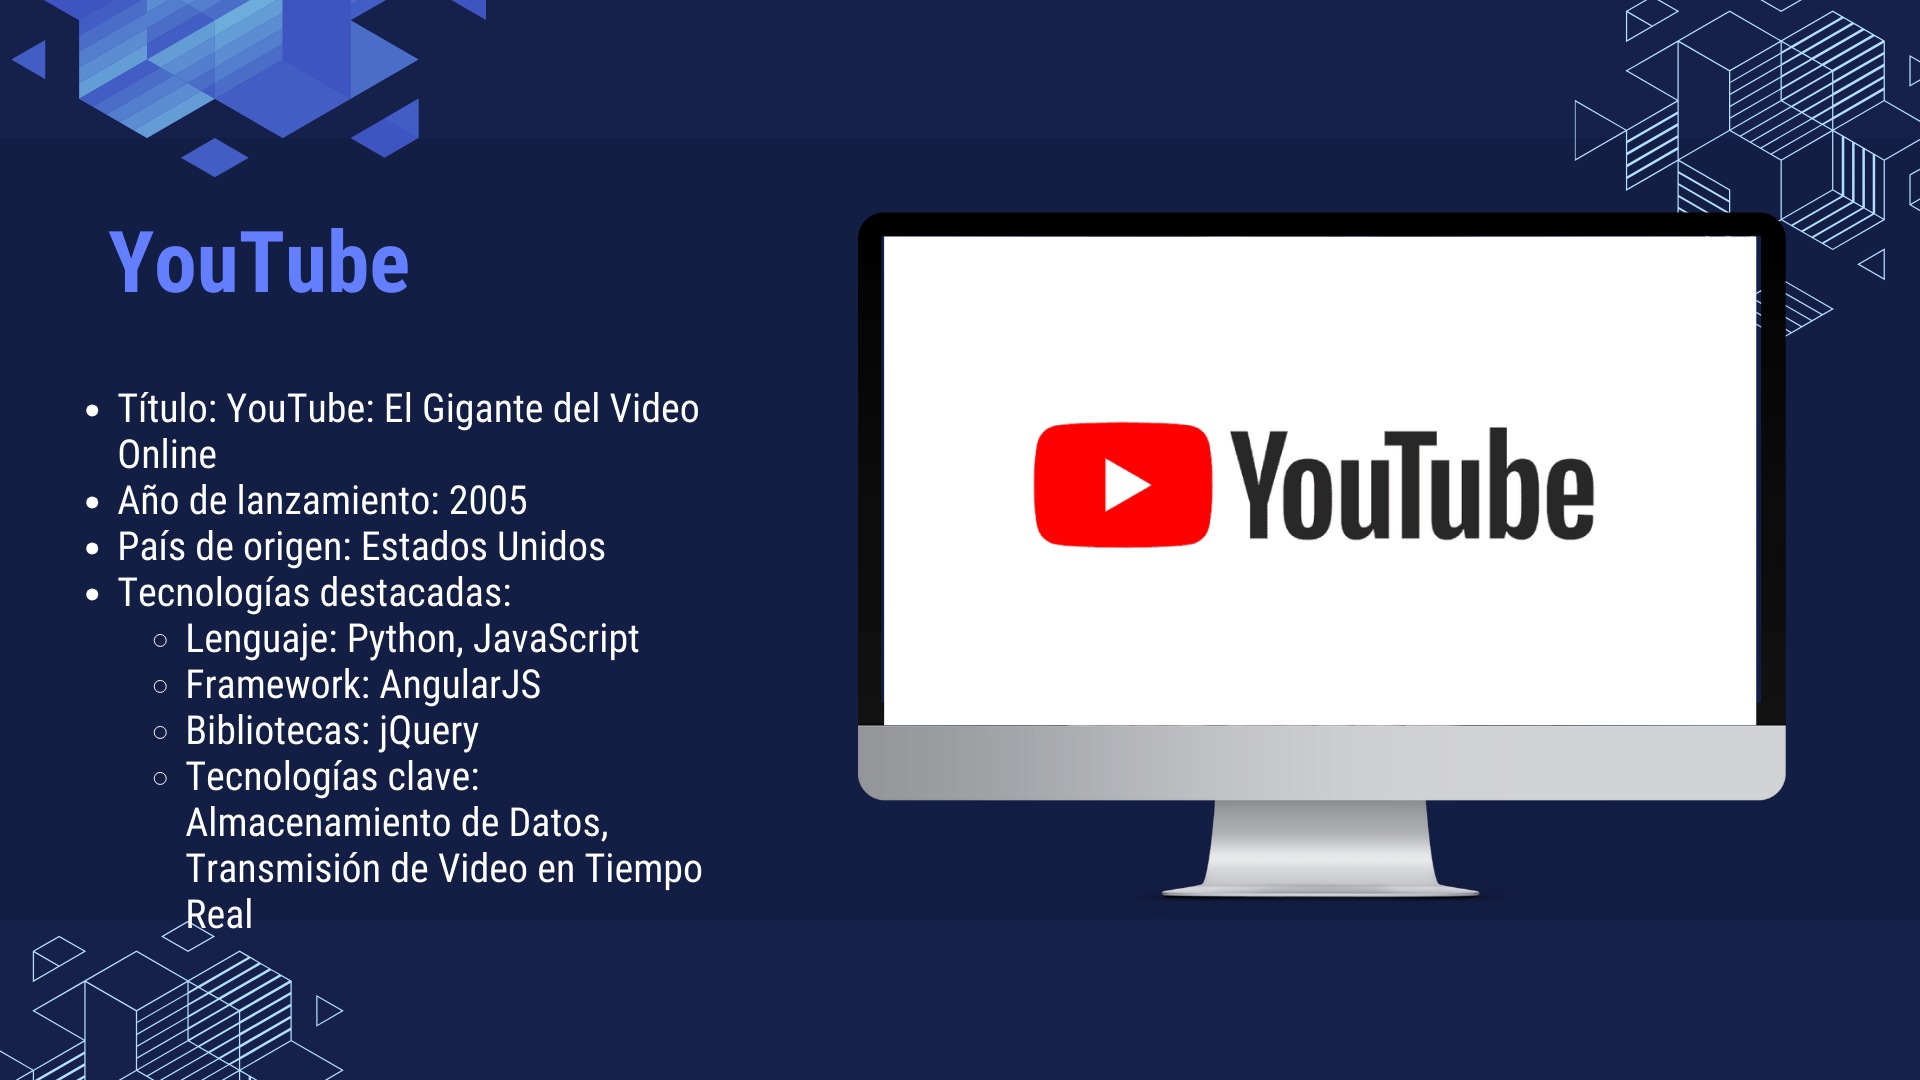 YouTube
Título: YouTube: El Gigante del Video
Online
Año de lanzamiento: 2005
País de origen: Estados Unidos
Tecnologías destacadas:
Lenguaje: Python, JavaScript
Framework: AngularJS
Bibliotecas: jQuery
Tecnologías clave:
Almacenamiento de Datos,
Transmisión de Video en Tiempo
Real
YouTube